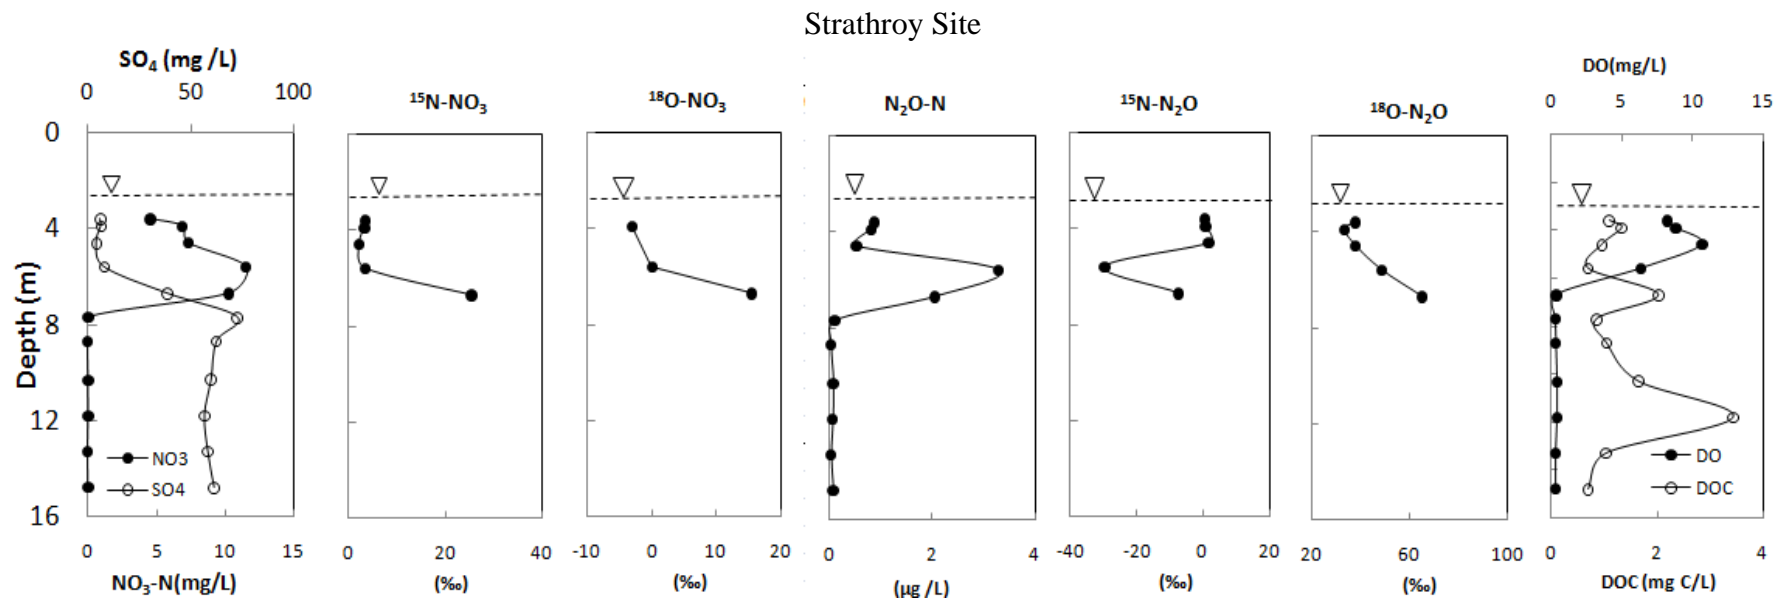 Strathroy Site
SO₄ (mg /L)
0 50 100
¹⁵N-NO₃
¹⁸O-NO₃
N₂O-N
¹⁵N-N₂O
¹⁸O-N₂O
DO(mg/L)
0 5 10 15
Depth (m)
0
4
8
12
16
NO3
SO4
DO
DOC
0 5 10 15
NO₃-N(mg/L)
0 20 40
(‰)
-10 0 10 20
(‰)
0 2 4
(µg /L)
-40 -20 0 20
(‰)
20 60 100
(‰)
0 2 4
DOC (mg C/L)